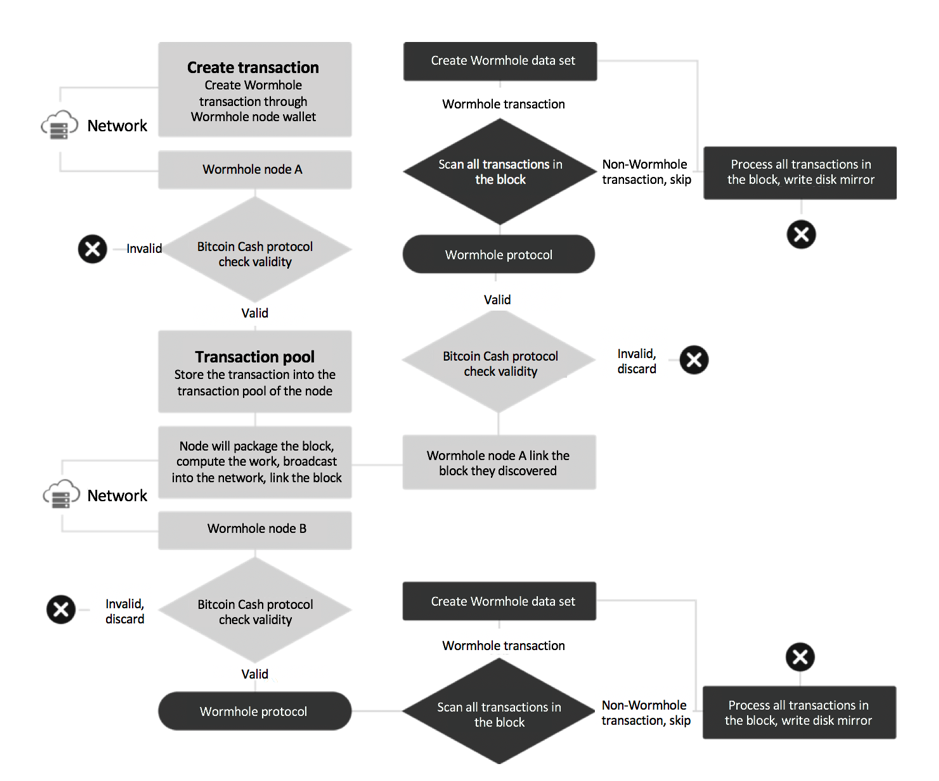 Create transaction
Create Wormhole
transaction through
Wormhole node wallet
Network
Wormhole node A
Invalid
Bitcoin Cash protocol
check validity
Valid
Transaction pool
Store the transaction into the
transaction pool of the node
Node will package the block,
compute the work, broadcast
into the network, link the block
Network
Wormhole node B
Invalid,
discard
Bitcoin Cash protocol
check validity
Valid
Wormhole protocol
Create Wormhole data set
Wormhole transaction
Scan all transactions in
the block
Non-Wormhole
transaction, skip
Process all transactions in
the block, write disk mirror
Wormhole protocol
Valid
Bitcoin Cash protocol
check validity
Invalid,
discard
Wormhole node A link the
block they discovered
Create Wormhole data set
Wormhole transaction
Scan all transactions in
the block
Non-Wormhole
transaction, skip
Process all transactions in
the block, write disk mirror